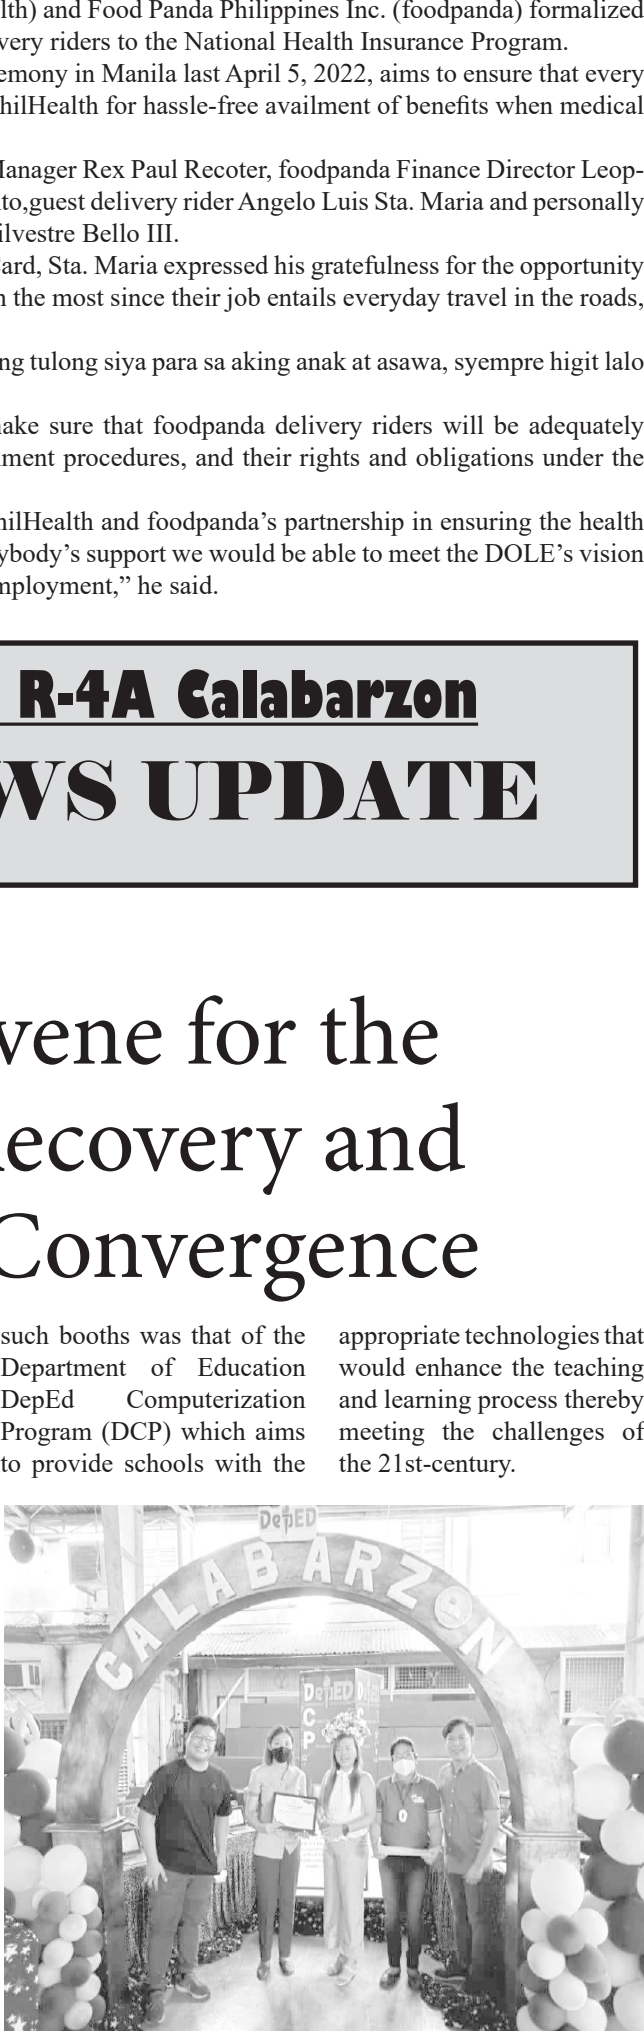 lth) and Food Panda Philippines Inc. (foodpanda) formalized
very riders to the National Health Insurance Program.
emony in Manila last April 5, 2022, aims to ensure that every
hilHealth for hassle-free availment of benefits when medical
Manager Rex Paul Recoter, foodpanda Finance Director Leop-
to,guest delivery rider Angelo Luis Sta. Maria and personally
ilvestre Bello III.
Card, Sta. Maria expressed his gratefulness for the opportunity
n the most since their job entails everyday travel in the roads,
ng tulong siya para sa aking anak at asawa, syempre higit lalo
ake sure that foodpanda delivery riders will be adequately
ment procedures, and their rights and obligations under the
hilHealth and foodpanda’s partnership in ensuring the health
ybody’s support we would be able to meet the DOLE’s vision
mployment,” he said.
R-4A Calabarzon
WS UPDATE
vene for the
ecovery and
Convergence
such booths was that of the
Department of Education
DepEd Computerization
Program (DCP) which aims
to provide schools with the
appropriate technologies that
would enhance the teaching
and learning process thereby
meeting the challenges of
the 21st-century.
DepED
CALABARZON
DepED
C
P